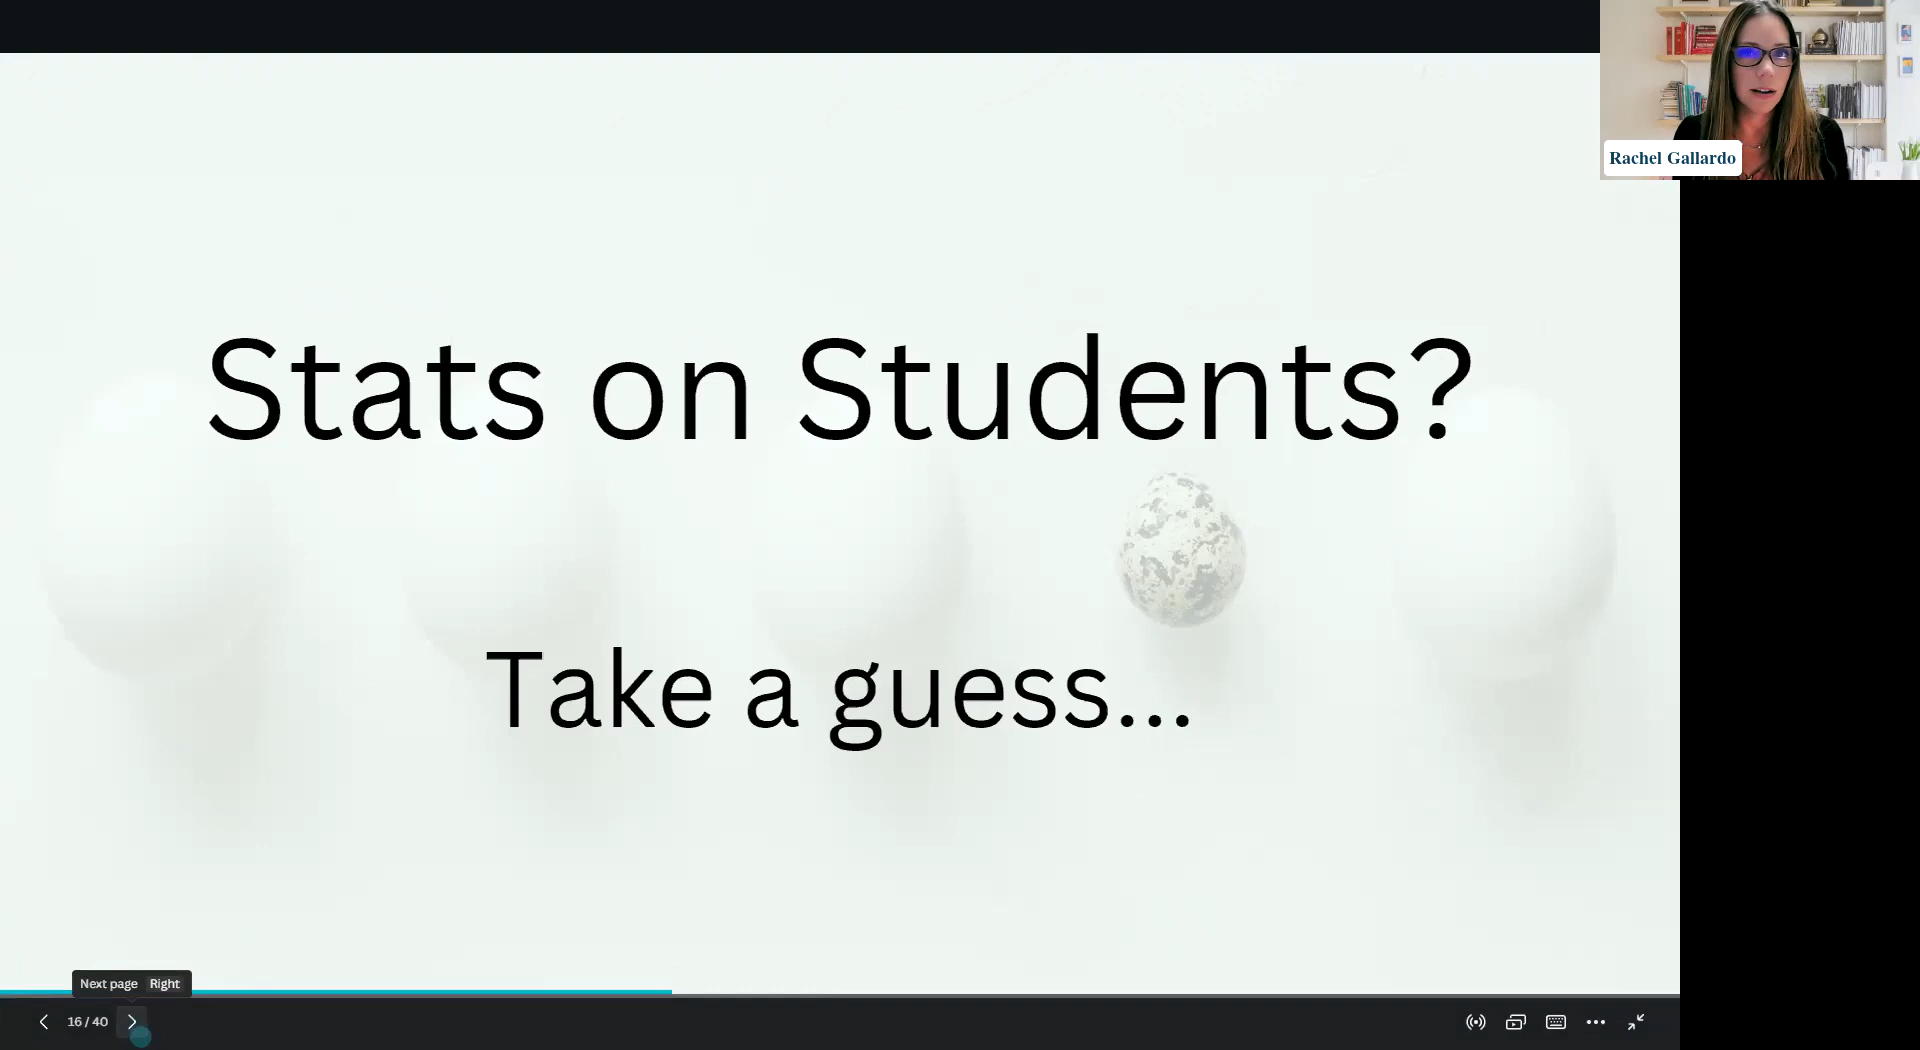 Rachel Gallardo
Stats on Students?
Take a guess...
Next page Right
16 / 40